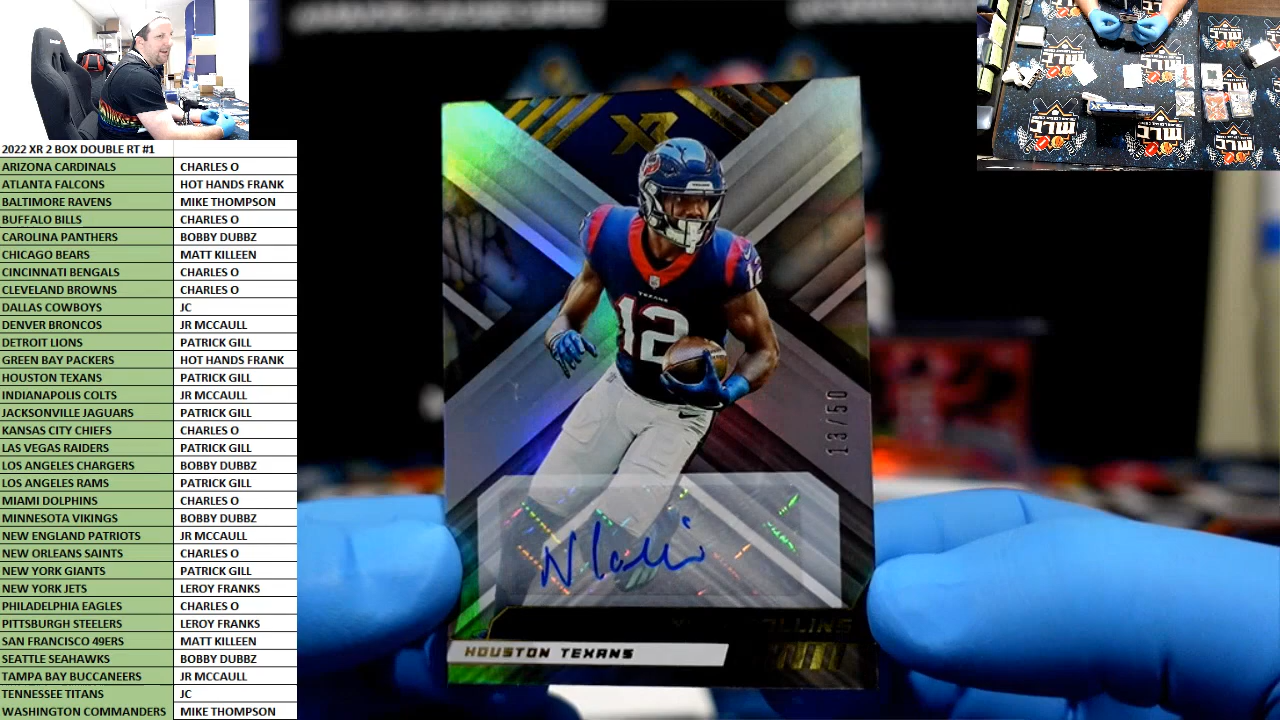 2022 XR 2 BOX DOUBLE RT #1
ARIZONA CARDINALS CHARLES O
ATLANTA FALCONS HOT HANDS FRANK
BALTIMORE RAVENS MIKE THOMPSON
BUFFALO BILLS CHARLES O
CAROLINA PANTHERS BOBBY DUBBZ
CHICAGO BEARS MATT KILLEEN
CINCINNATI BENGALS CHARLES O
CLEVELAND BROWNS CHARLES O
DALLAS COWBOYS JC
DENVER BRONCOS JR MCCAULL
DETROIT LIONS PATRICK GILL
GREEN BAY PACKERS HOT HANDS FRANK
HOUSTON TEXANS PATRICK GILL
INDIANAPOLIS COLTS JR MCCAULL
JACKSONVILLE JAGUARS PATRICK GILL
KANSAS CITY CHIEFS CHARLES O
LAS VEGAS RAIDERS PATRICK GILL
LOS ANGELES CHARGERS BOBBY DUBBZ
LOS ANGELES RAMS PATRICK GILL
MIAMI DOLPHINS CHARLES O
MINNESOTA VIKINGS BOBBY DUBBZ
NEW ENGLAND PATRIOTS JR MCCAULL
NEW ORLEANS SAINTS CHARLES O
NEW YORK GIANTS PATRICK GILL
NEW YORK JETS LEROY FRANKS
PHILADELPHIA EAGLES CHARLES O
PITTSBURGH STEELERS LEROY FRANKS
SAN FRANCISCO 49ERS MATT KILLEEN
SEATTLE SEAHAWKS BOBBY DUBBZ
TAMPA BAY BUCCANEERS JR MCCAULL
TENNESSEE TITANS JC
WASHINGTON COMMANDERS MIKE THOMPSON
XR
TEXANS
12
12
13/50
HOUSTON TEXANS
MLC
MLC
MLC
MLC
MLC
MLC